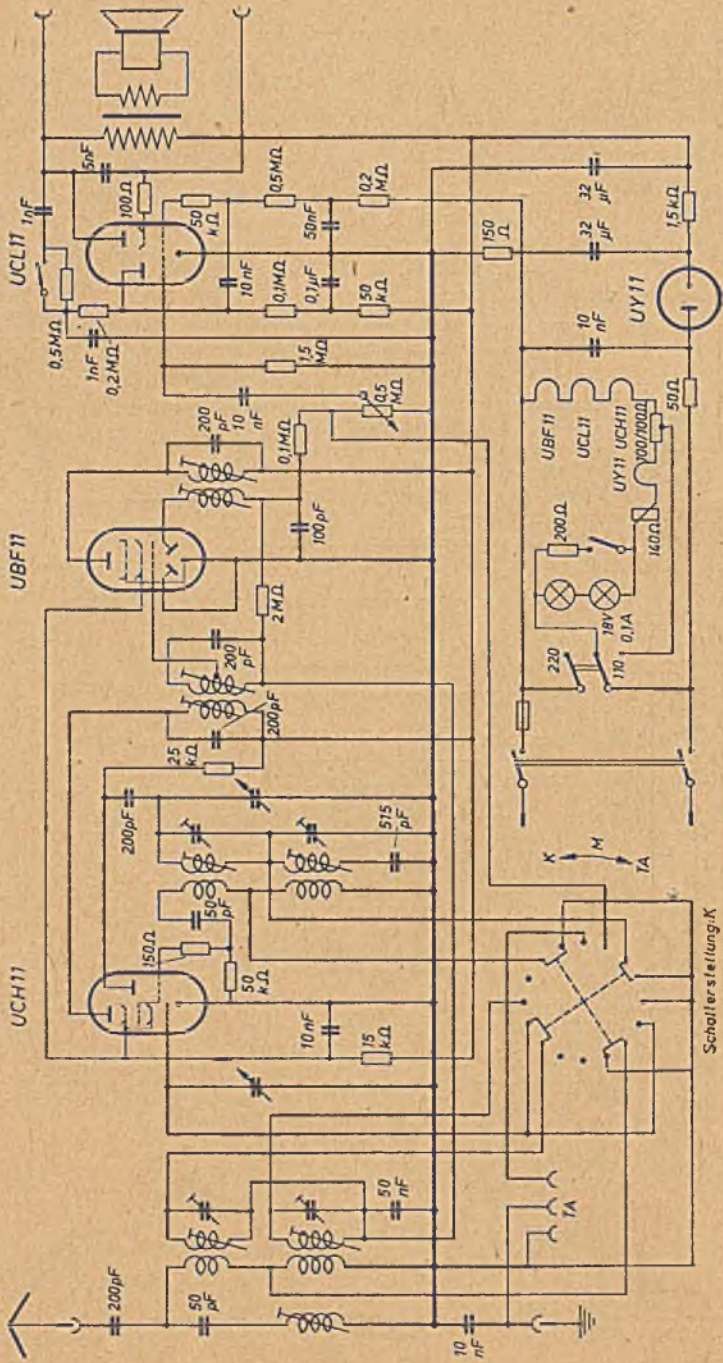 UCH11
UBF11
UCL11
200pF
50
pF
10
nF
50
nF
TA
10nF
15
kΩ
150Ω
50
kΩ
50
pF
200pF
515
pF
25
kΩ
200pF
200
pF
2MΩ
100pF
0,1MΩ
200
pF
10
nF
0,5
MΩ
1,5
MΩ
0,5MΩ
1nF
0,2MΩ
1nF
5nF
100Ω
50
kΩ
10nF
0,1MΩ
0,5MΩ
0,1µF
50nF
50
kΩ
0,2
MΩ
150
Ω
32
µF
32
µF
1,5kΩ
UY11
10
nF
50Ω
UBF11
UCL11
UCH11
100/100Ω
UY11
140Ω
200Ω
18V
0,1A
220
110
K
M
TA
Schalterstellung:K